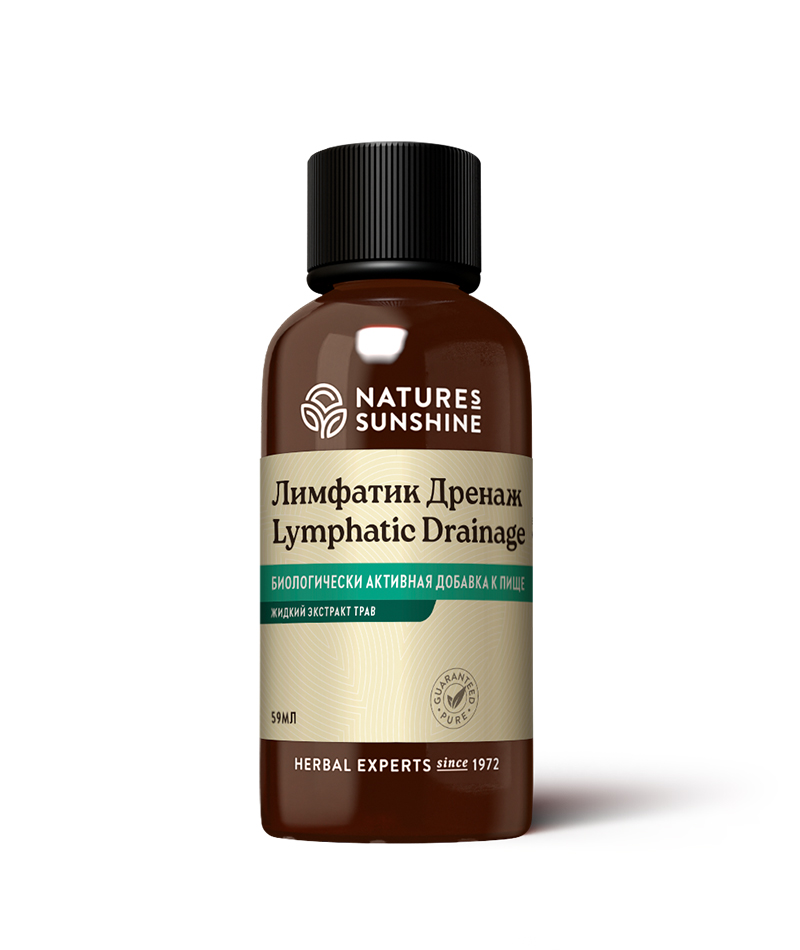 NATURES
SUNSHINE
Лимфатик Дренаж
Lymphatic Drainage
БИОЛОГИЧЕСКИ АКТИВНАЯ ДОБАВКА К ПИЩЕ
ЖИДКИЙ ЭКСТРАКТ ТРАВ
GUARANTEED
• PURE •
59МЛ
HERBAL EXPERTS since 1972